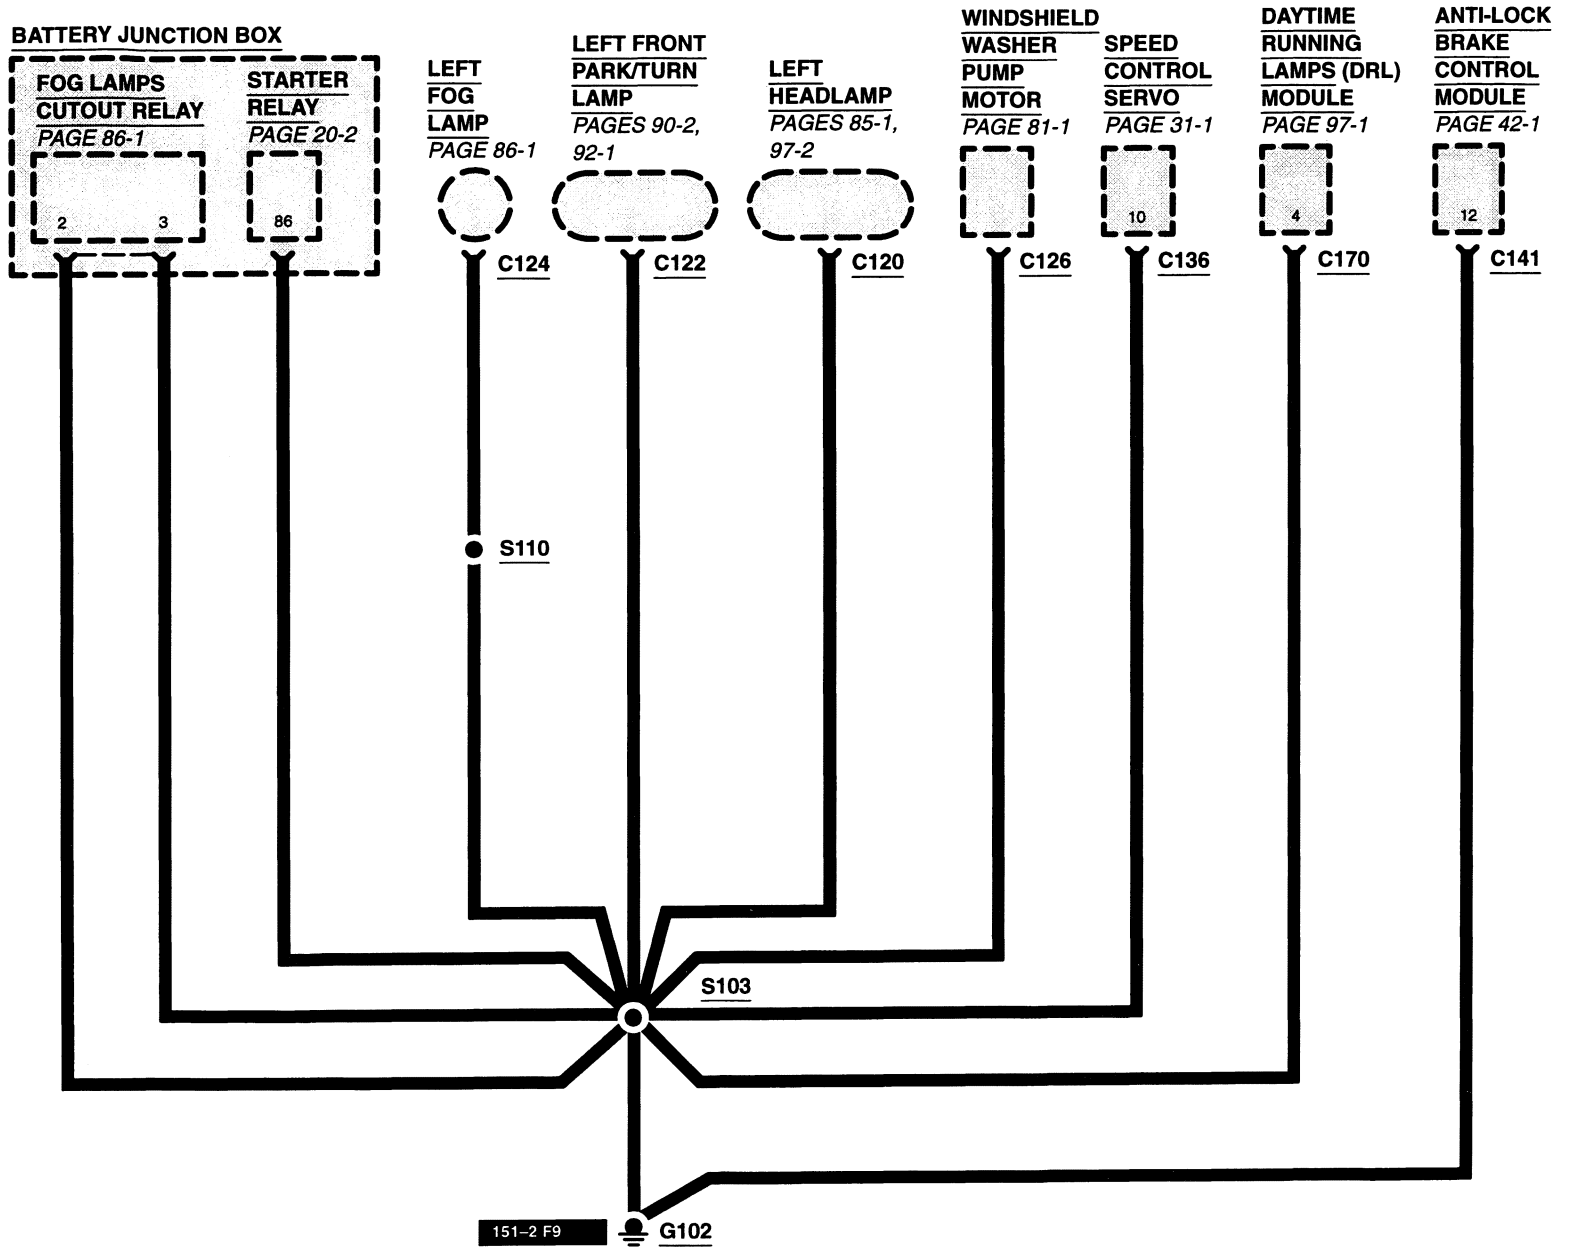 BATTERY JUNCTION BOX
FOG LAMPS
CUTOUT RELAY
PAGE 86-1
2
3
STARTER
RELAY
PAGE 20-2
86
LEFT
FOG
LAMP
PAGE 86-1
C124
LEFT FRONT
PARK/TURN
LAMP
PAGES 90-2,
92-1
C122
LEFT
HEADLAMP
PAGES 85-1,
97-2
C120
WINDSHIELD
WASHER
PUMP
MOTOR
PAGE 81-1
C126
SPEED
CONTROL
SERVO
PAGE 31-1
10
C136
DAYTIME
RUNNING
LAMPS (DRL)
MODULE
PAGE 97-1
4
C170
ANTI-LOCK
BRAKE
CONTROL
MODULE
PAGE 42-1
12
C141
S110
S103
151–2 F9
G102